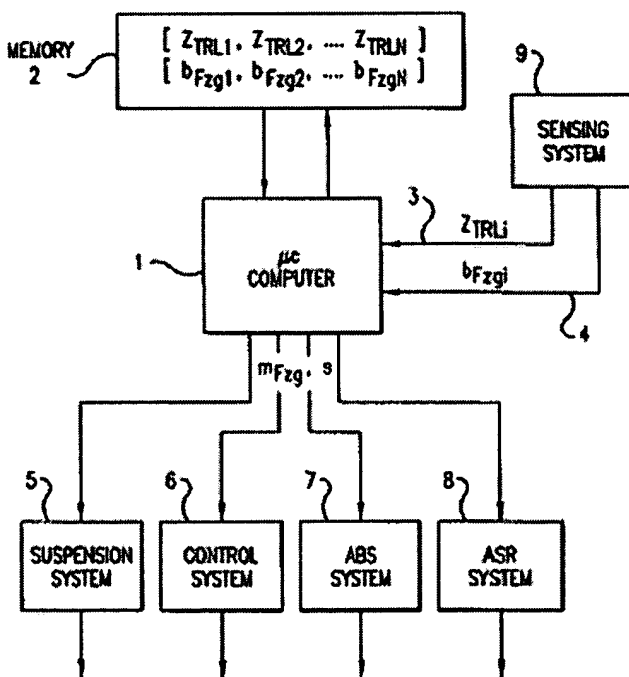 MEMORY
2
[ Z_TRL1, Z_TRL2, .... Z_TRLN ]
[ b_Fzg1, b_Fzg2, ... b_FzgN ]
9
SENSING
SYSTEM
3
Z_TRLi
1
μc
COMPUTER
b_Fzgi
4
m_Fzg, s
5
SUSPENSION
SYSTEM
6
CONTROL
SYSTEM
7
ABS
SYSTEM
8
ASR
SYSTEM